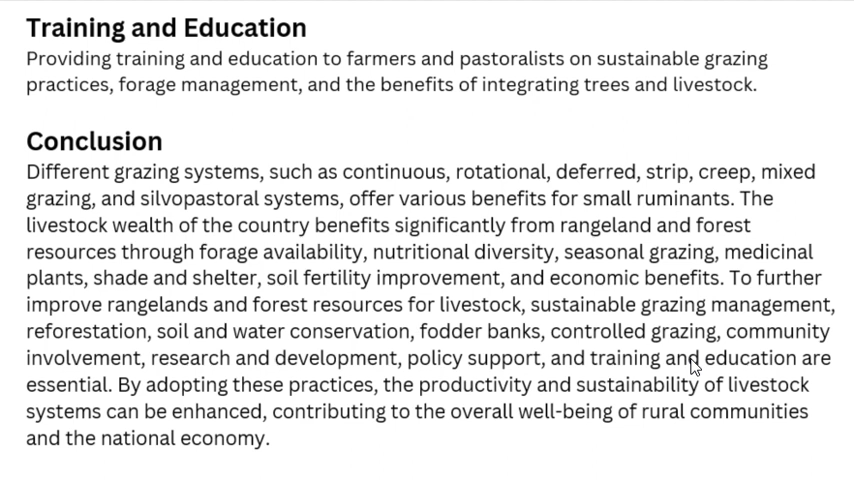 Training and Education
Providing training and education to farmers and pastoralists on sustainable grazing
practices, forage management, and the benefits of integrating trees and livestock.
Conclusion
Different grazing systems, such as continuous, rotational, deferred, strip, creep, mixed
grazing, and silvopastoral systems, offer various benefits for small ruminants. The
livestock wealth of the country benefits significantly from rangeland and forest
resources through forage availability, nutritional diversity, seasonal grazing, medicinal
plants, shade and shelter, soil fertility improvement, and economic benefits. To further
improve rangelands and forest resources for livestock, sustainable grazing management,
reforestation, soil and water conservation, fodder banks, controlled grazing, community
involvement, research and development, policy support, and training and education are
essential. By adopting these practices, the productivity and sustainability of livestock
systems can be enhanced, contributing to the overall well-being of rural communities
and the national economy.